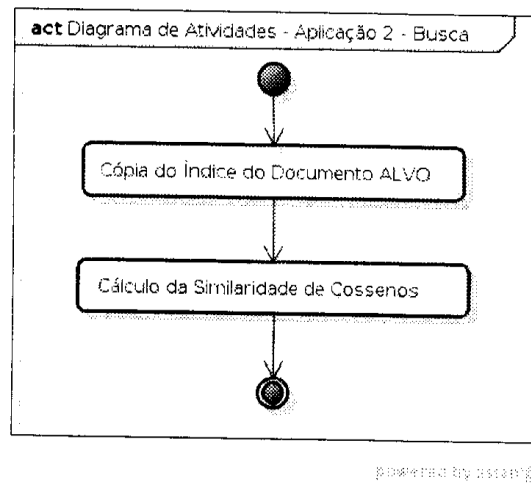 act Diagrama de Atividades - Aplicação 2 - Busca
Cópia do Índice do Documento ALVO
Cálculo da Similaridade de Cossenos
powered by